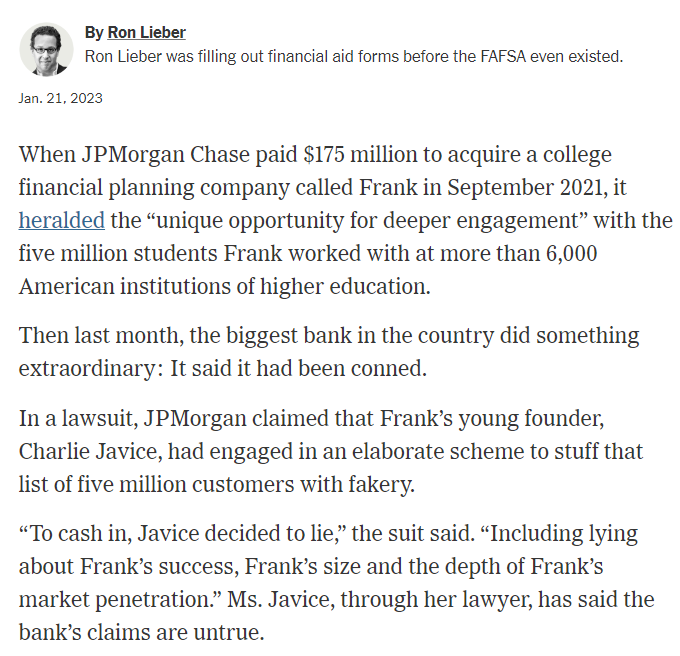 By Ron Lieber
Ron Lieber was filling out financial aid forms before the FAFSA even existed.
Jan. 21, 2023
When JPMorgan Chase paid $175 million to acquire a college
financial planning company called Frank in September 2021, it
heralded the “unique opportunity for deeper engagement” with the
five million students Frank worked with at more than 6,000
American institutions of higher education.
Then last month, the biggest bank in the country did something
extraordinary: It said it had been conned.
In a lawsuit, JPMorgan claimed that Frank’s young founder,
Charlie Javice, had engaged in an elaborate scheme to stuff that
list of five million customers with fakery.
“To cash in, Javice decided to lie,” the suit said. “Including lying
about Frank’s success, Frank’s size and the depth of Frank’s
market penetration.” Ms. Javice, through her lawyer, has said the
bank’s claims are untrue.